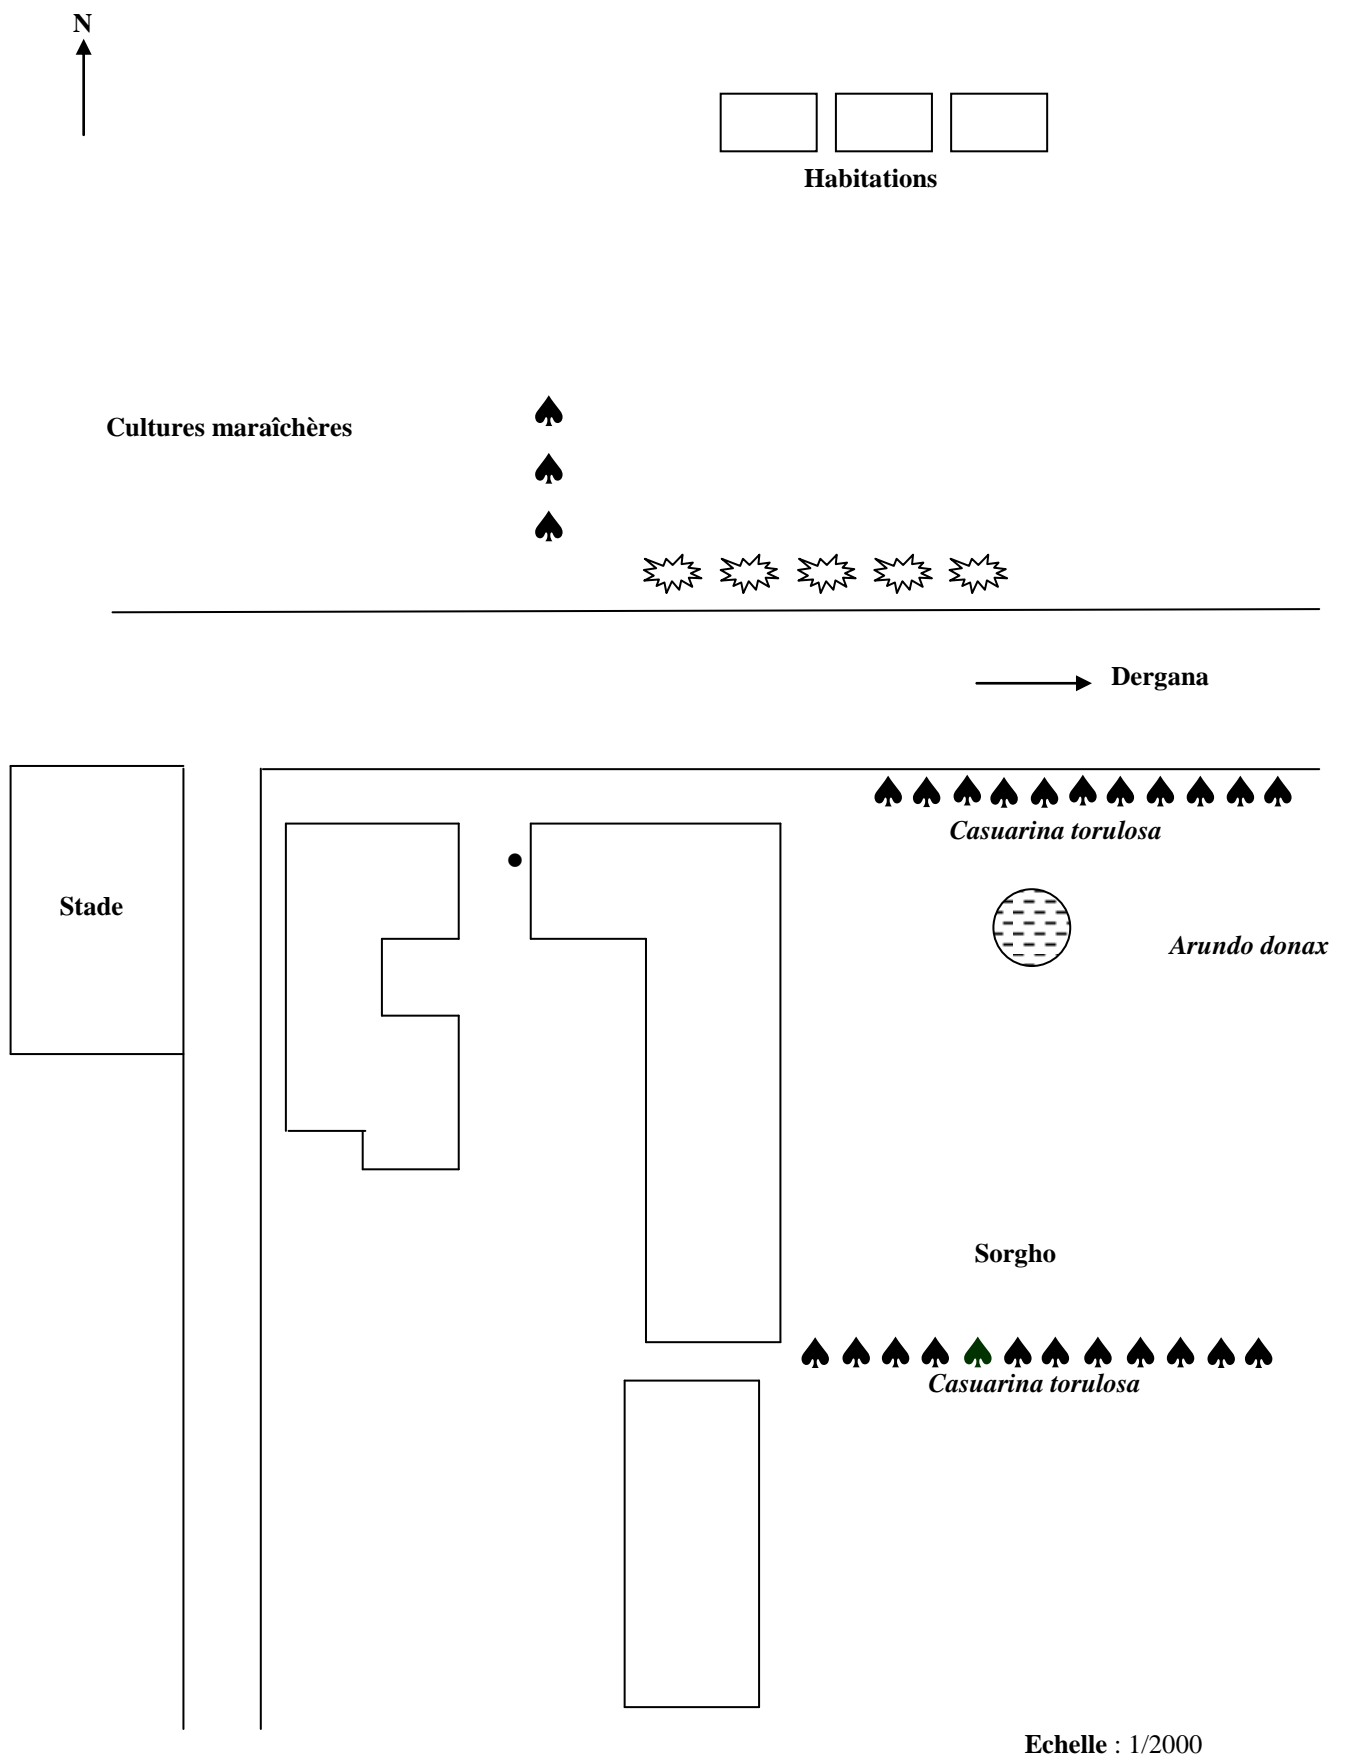 N
Habitations
Cultures maraîchères
Dergana
Casuarina torulosa
Stade
Arundo donax
Sorgho
Casuarina torulosa
Echelle : 1/2000